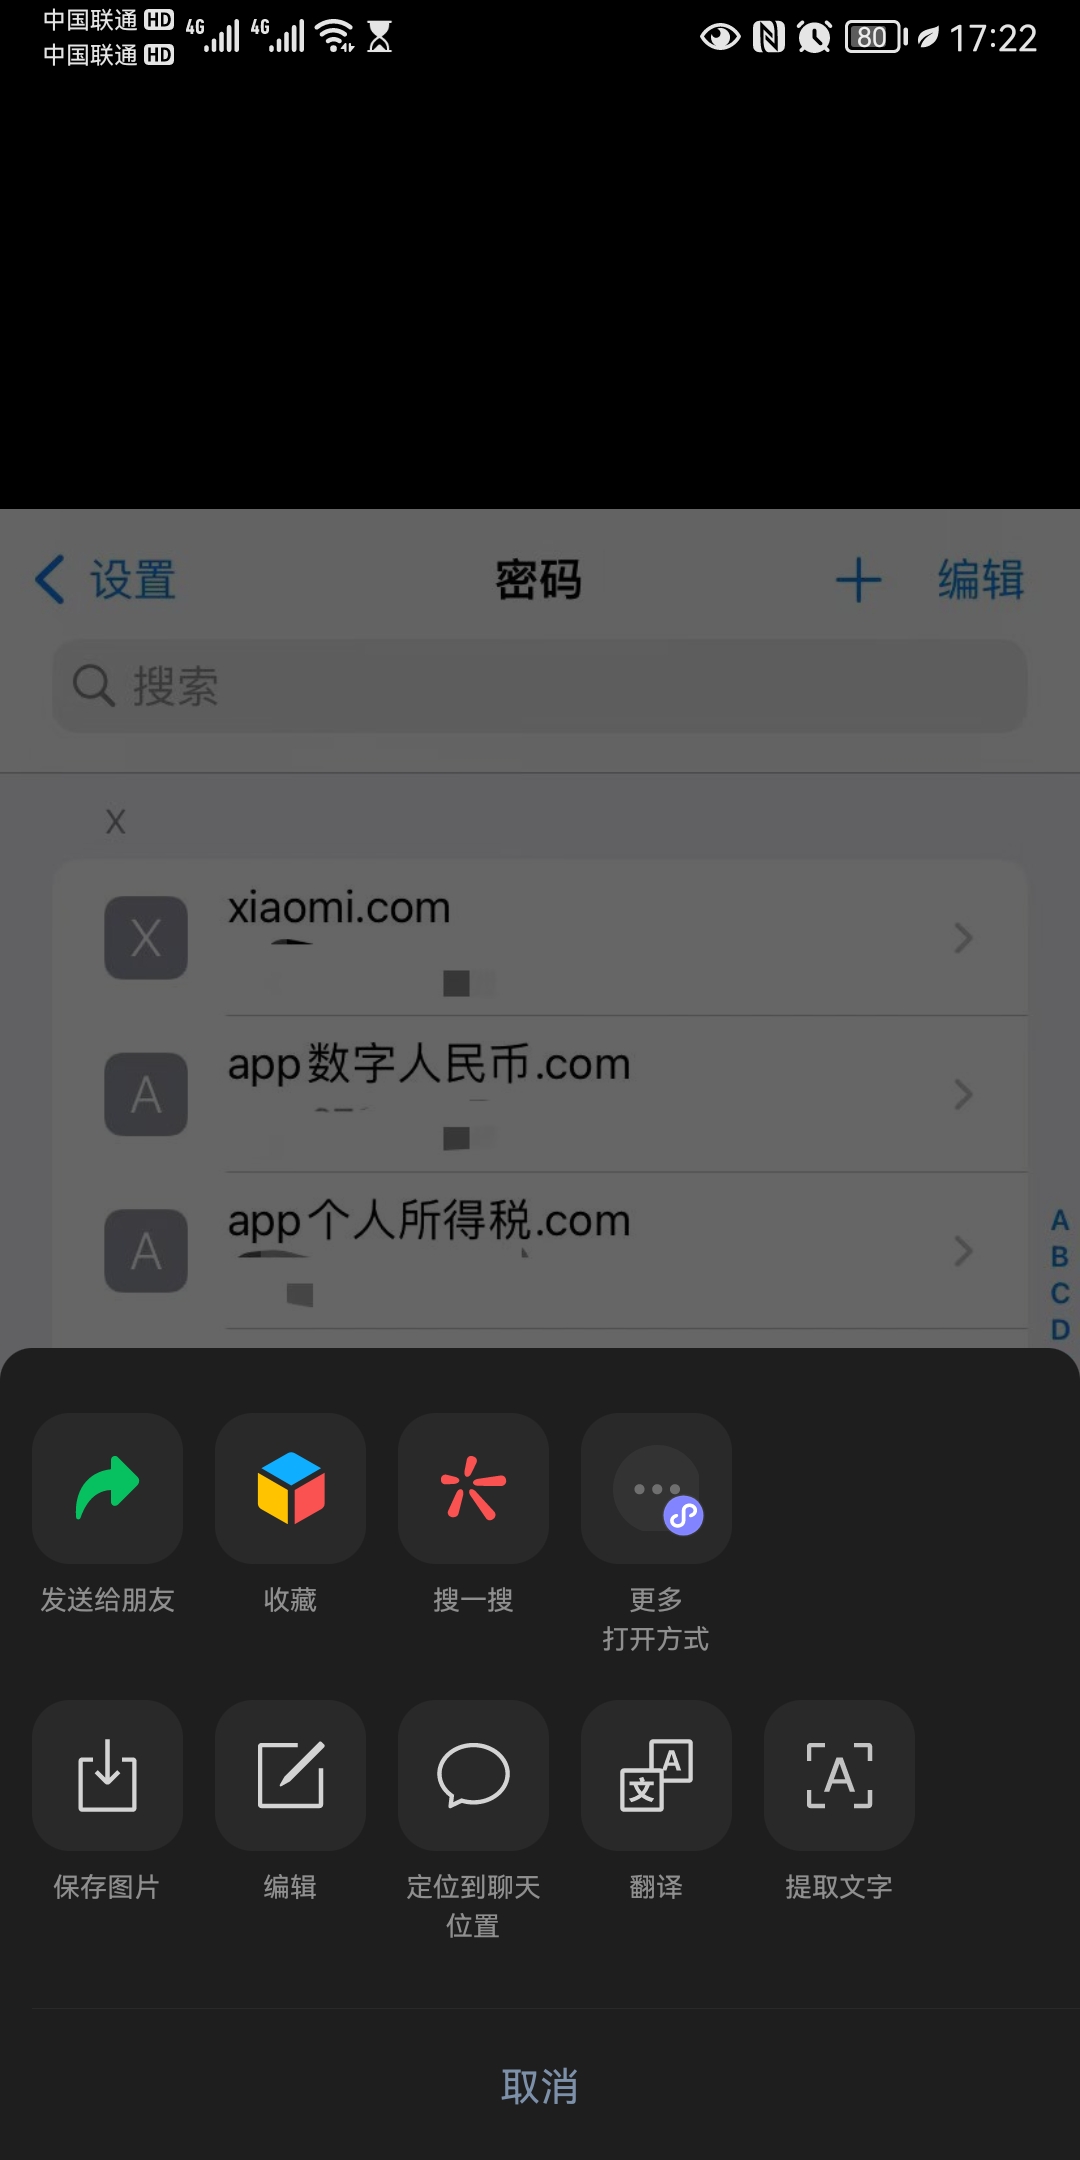 中国联通 HD 4G 4G 80 17:22
中国联通 HD
设置 密码 编辑
搜索
X
X xiaomi.com
A app数字人民币.com
A app个人所得税.com
A
B
C
D
发送给朋友 收藏 搜一搜 更多
打开方式
保存图片 编辑 定位到聊天 翻译 提取文字
位置
取消